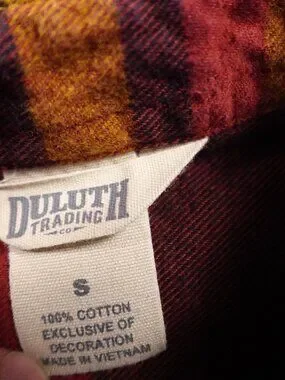 DULUTH
TRADING
CO
S
100% COTTON
EXCLUSIVE OF
DECORATION
MADE IN VIETNAM